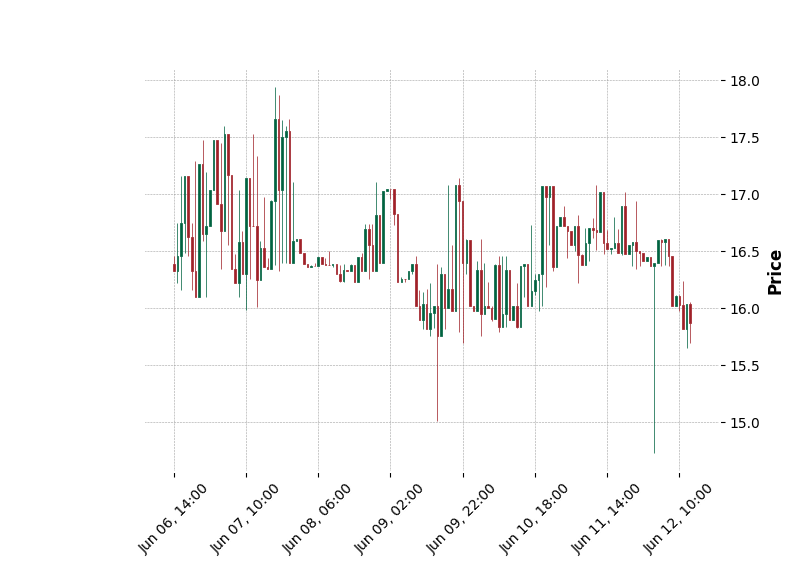 18.0
17.5
17.0
16.5
16.0
15.5
15.0
Price
Jun 06, 14:00
Jun 07, 10:00
Jun 08, 06:00
Jun 09, 02:00
Jun 09, 22:00
Jun 10, 18:00
Jun 11, 14:00
Jun 12, 10:00